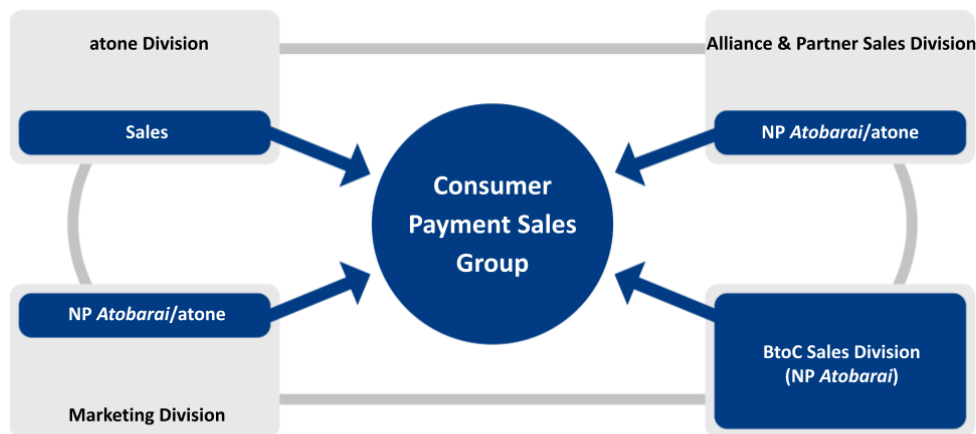 atone Division
Sales
Alliance & Partner Sales Division
NP Atobarai/atone
Consumer
Payment Sales
Group
NP Atobarai/atone
Marketing Division
BtoC Sales Division
(NP Atobarai)